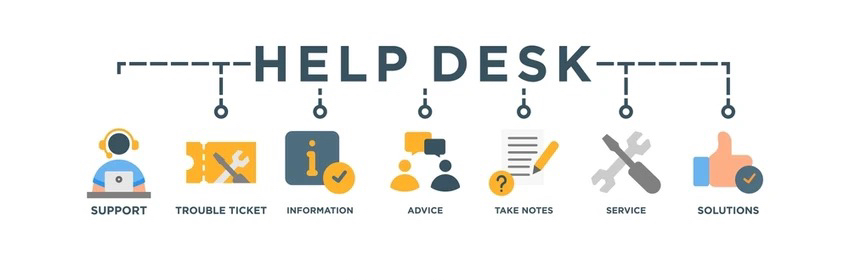 HELP DESK
SUPPORT
TROUBLE TICKET
INFORMATION
ADVICE
TAKE NOTES
SERVICE
SOLUTIONS
i
?